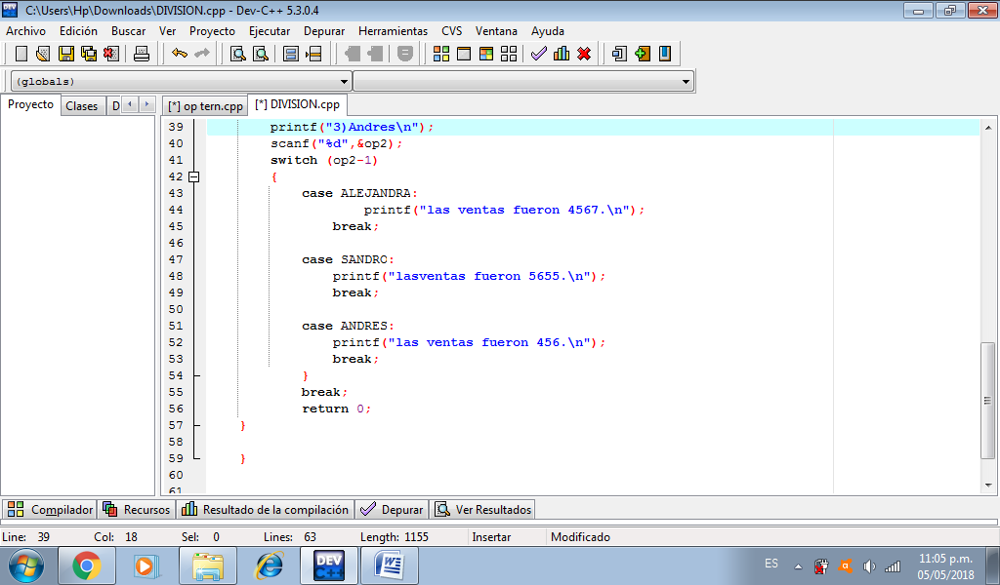 C:\Users\Hp\Downloads\DIVISION.cpp - Dev-C++ 5.3.0.4
Archivo Edición Buscar Ver Proyecto Ejecutar Depurar Herramientas CVS Ventana Ayuda
(globals)
Proyecto Clases D
[*] op tern.cpp [*] DIVISION.cpp
39 printf("3)Andres\n");
40 scanf("%d",&op2);
41 switch (op2-1)
42 {
43 case ALEJANDRA:
44 printf("las ventas fueron 4567.\n");
45 break;
46
47 case SANDRO:
48 printf("lasventas fueron 5655.\n");
49 break;
50
51 case ANDRES:
52 printf("las ventas fueron 456.\n");
53 break;
54 }
55 break;
56 return 0;
57 }
58
59 }
60
61
Compilador Recursos Resultado de la compilación Depurar Ver Resultados
Line: 39 Col: 18 Sel: 0 Lines: 63 Length: 1155 Insertar Modificado
DEV C++
ES
11:05 p.m.
05/05/2018